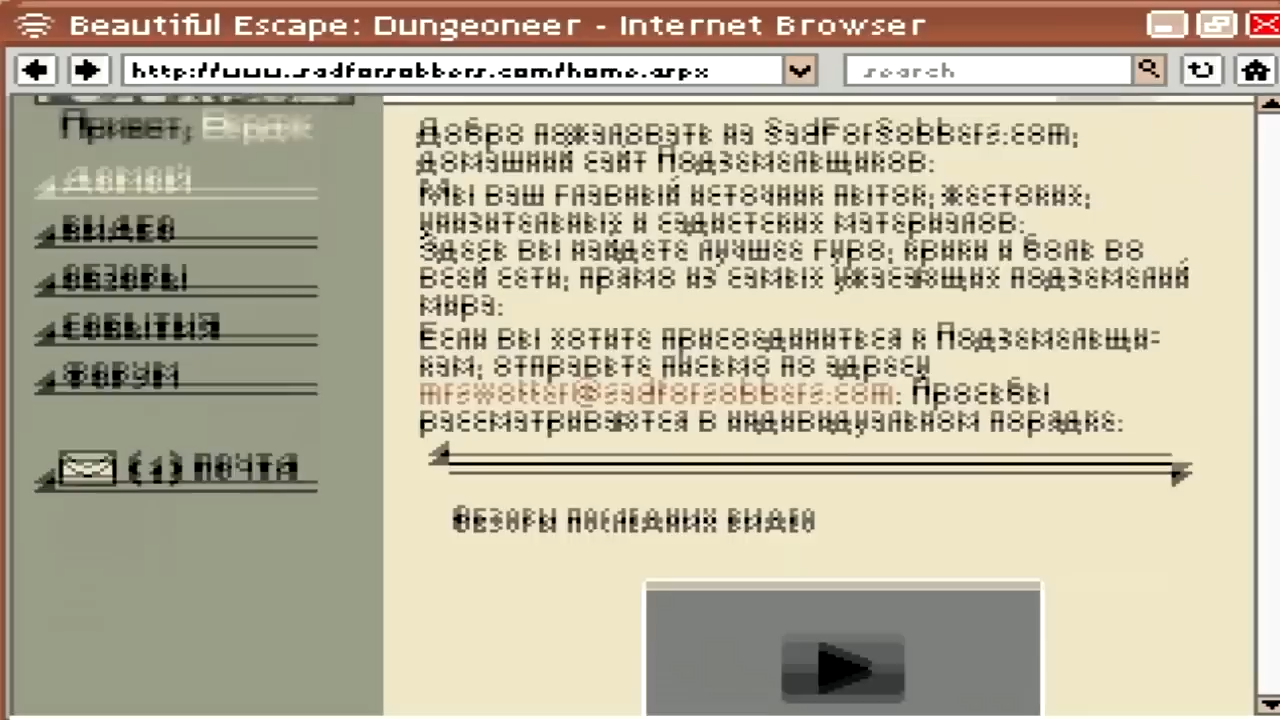 Beautiful Escape: Dungeoneer - Internet Browser
http://www.sadforsobbers.com/home.aspx
search
Привет,
ДОМОЙ
ВИДЕО
ОБЗОРЫ
СОБЫТИЯ
ФОРУМ
(1) ПОЧТА
Добро пожаловать на SadForSobbers.com,
домашний сайт Подземельщиков.
Мы ваш главный источник пыток, жестоких,
унизительных и садистских материалов.
Здесь вы найдете лучшее гуро, крики и боль во
всей сети, прямо из самых ужасающих подземелий
мира.
Если вы хотите присоединиться к Подземельщи-
кам, отправьте письмо по адресу
@sadforsobbers.com. Просьбы
рассматриваются в индивидуальном порядке.
ОБЗОРЫ ПОСЛЕДНИХ ВИДЕО